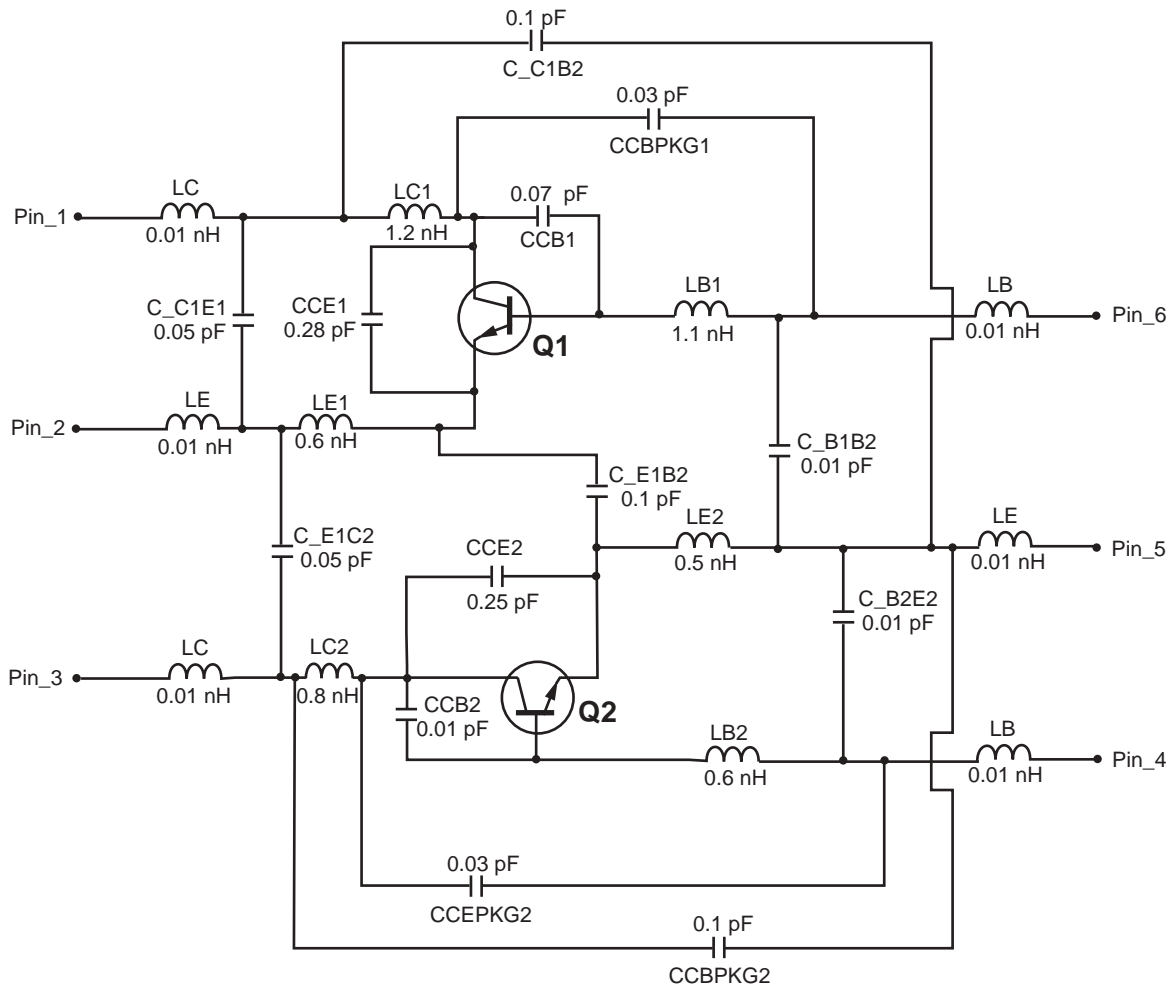 0.1 pF
C_C1B2
0.03 pF
CCBPKG1
LC
LC1
0.07 pF
Pin_1
0.01 nH
1.2 nH
CCB1
C_C1E1
0.05 pF
CCE1
0.28 pF
LB1
LB
1.1 nH
0.01 nH
Pin_6
Q1
LE
LE1
Pin_2
0.01 nH
0.6 nH
C_B1B2
0.01 pF
C_E1B2
0.1 pF
LE2
LE
C_E1C2
0.05 pF
CCE2
0.5 nH
0.01 nH
Pin_5
0.25 pF
C_B2E2
0.01 pF
LC
LC2
Pin_3
0.01 nH
0.8 nH
CCB2
0.01 pF
Q2
LB2
LB
0.6 nH
0.01 nH
Pin_4
0.03 pF
CCEPKG2
0.1 pF
CCBPKG2